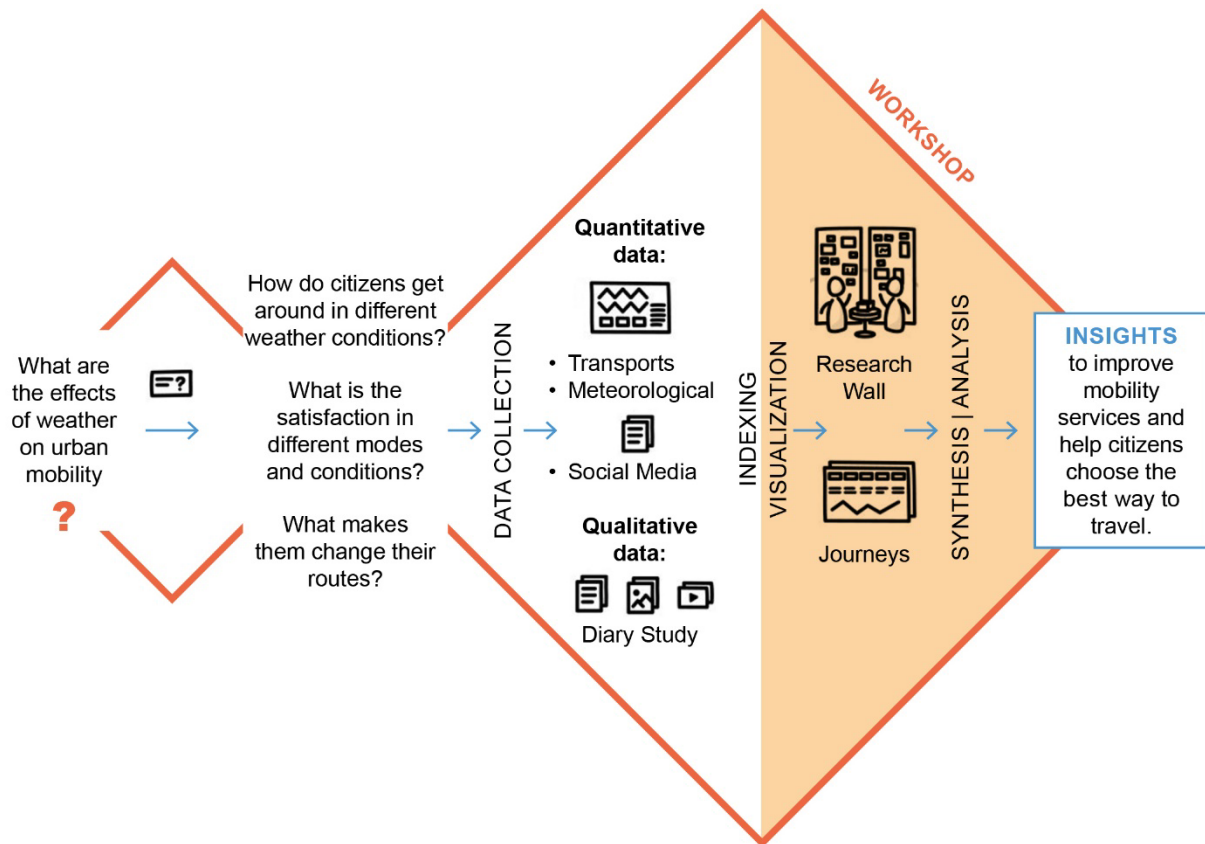 What are
the effects
of weather
on urban
mobility
?
=?
How do citizens get
around in different
weather conditions?
What is the
satisfaction in
different modes
and conditions?
What makes
them change their
routes?
DATA COLLECTION
Quantitative
data:
• Transports
• Meteorological
• Social Media
Qualitative
data:
Diary Study
INDEXING
VISUALIZATION
WORKSHOP
Research
Wall
Journeys
SYNTHESIS | ANALYSIS
INSIGHTS
to improve
mobility
services and
help citizens
choose the
best way to
travel.